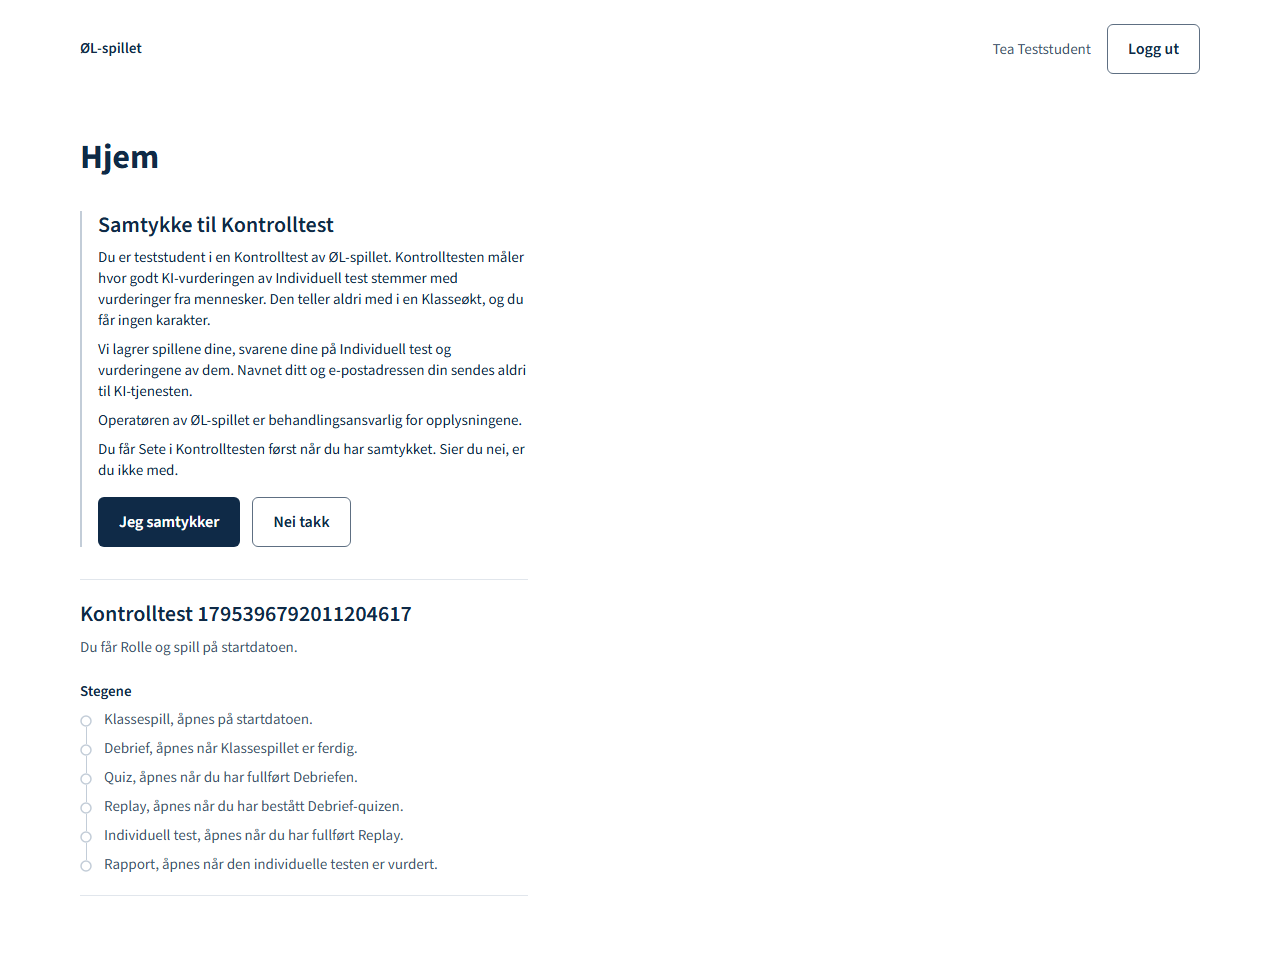 ØL-spillet
Tea Teststudent
Logg ut
Hjem
Samtykke til Kontrolltest
Du er teststudent i en Kontrolltest av ØL-spillet. Kontrolltesten måler
hvor godt KI-vurderingen av Individuell test stemmer med
vurderinger fra mennesker. Den teller aldri med i en Klasseøkt, og du
får ingen karakter.
Vi lagrer spillene dine, svarene dine på Individuell test og
vurderingene av dem. Navnet ditt og e-postadressen din sendes aldri
til KI-tjenesten.
Operatøren av ØL-spillet er behandlingsansvarlig for opplysningene.
Du får Sete i Kontrolltesten først når du har samtykket. Sier du nei, er
du ikke med.
Jeg samtykker
Nei takk
Kontrolltest 1795396792011204617
Du får Rolle og spill på startdatoen.
Stegene
Klassespill, åpnes på startdatoen.
Debrief, åpnes når Klassespillet er ferdig.
Quiz, åpnes når du har fullført Debriefen.
Replay, åpnes når du har bestått Debrief-quizen.
Individuell test, åpnes når du har fullført Replay.
Rapport, åpnes når den individuelle testen er vurdert.